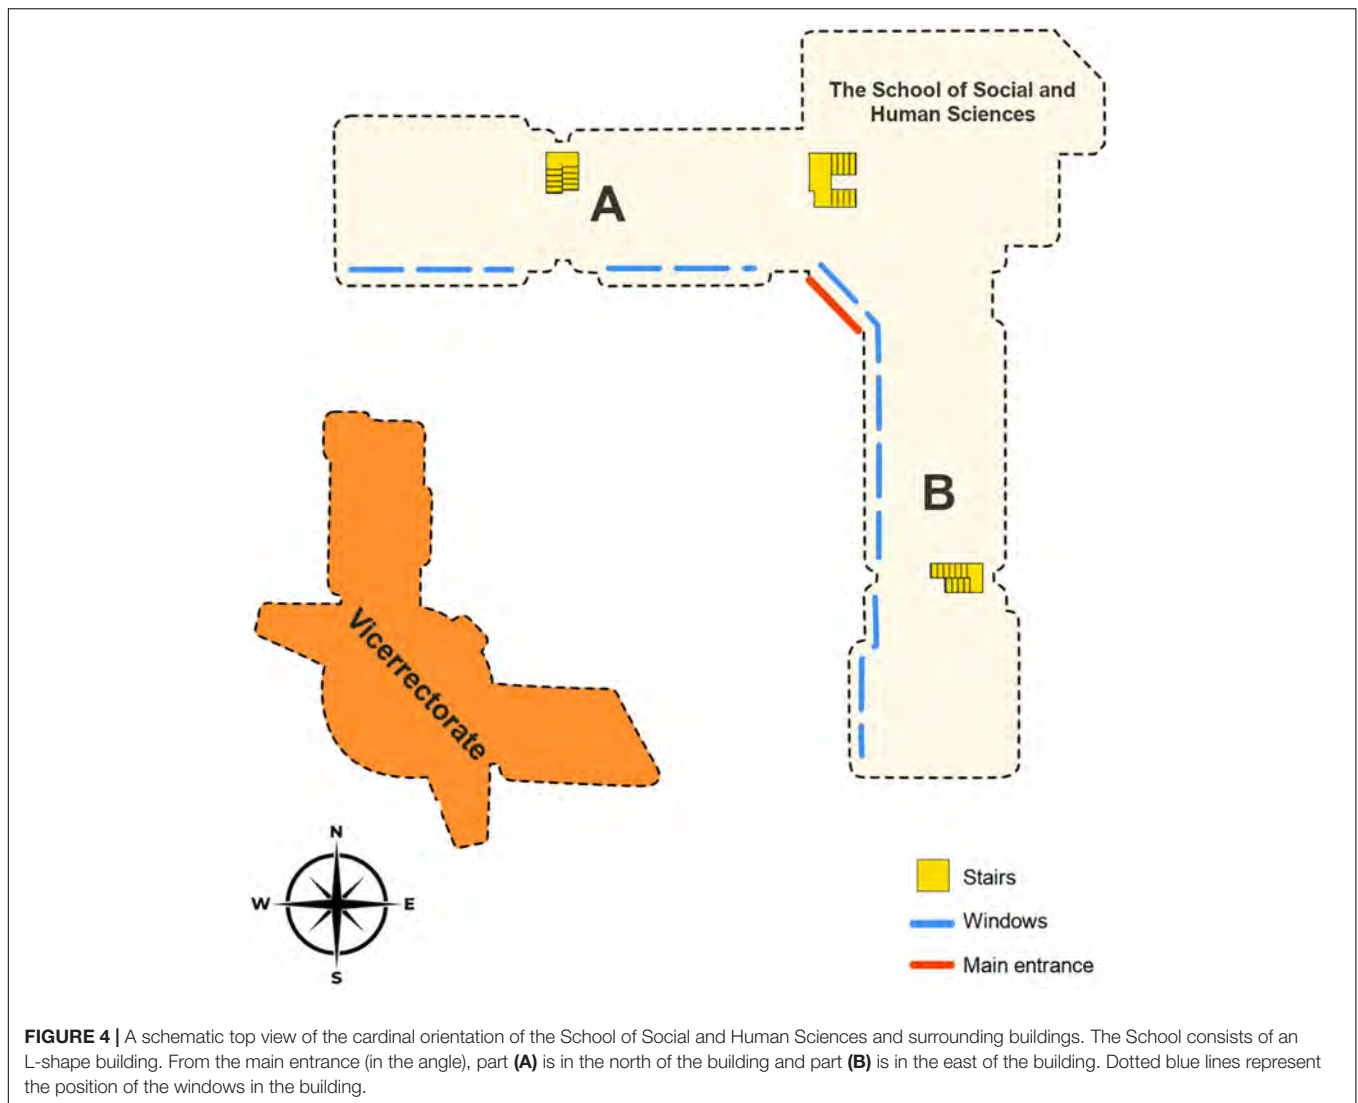 The School of Social and
Human Sciences
A
B
Vicerrectorate
N
W
E
S
Stairs
Windows
Main entrance
FIGURE 4 | A schematic top view of the cardinal orientation of the School of Social and Human Sciences and surrounding buildings. The School consists of an
L-shape building. From the main entrance (in the angle), part (A) is in the north of the building and part (B) is in the east of the building. Dotted blue lines represent
the position of the windows in the building.